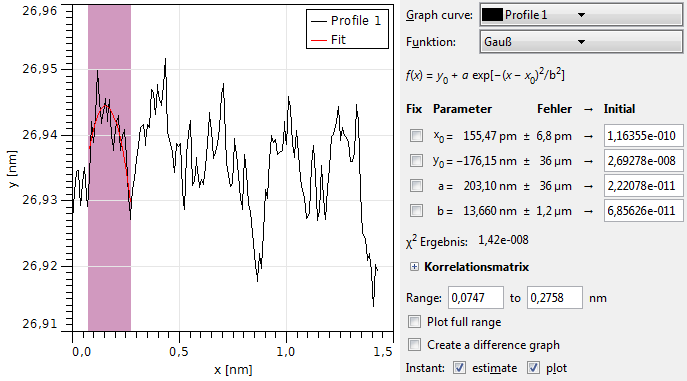 26,96
26,95
26,94
26,93
26,92
26,91
y [nm]
Profile 1
Fit
0,0
0,5
1,0
1,5
x [nm]
Graph curve: Profile 1
Funktion: Gauß
f(x) = y0 + a exp[−(x − x0)²/b²]
Fix Parameter Fehler → Initial
x0 = 155,47 pm ± 6,8 pm → 1,16355e-010
y0 = −176,15 nm ± 36 µm → 2,69278e-008
a = 203,10 nm ± 36 µm → 2,22078e-011
b = 13,660 nm ± 1,2 µm → 6,85626e-011
χ² Ergebnis: 1,42e-008
Korrelationsmatrix
Range: 0,0747 to 0,2758 nm
Plot full range
Create a difference graph
Instant: estimate plot